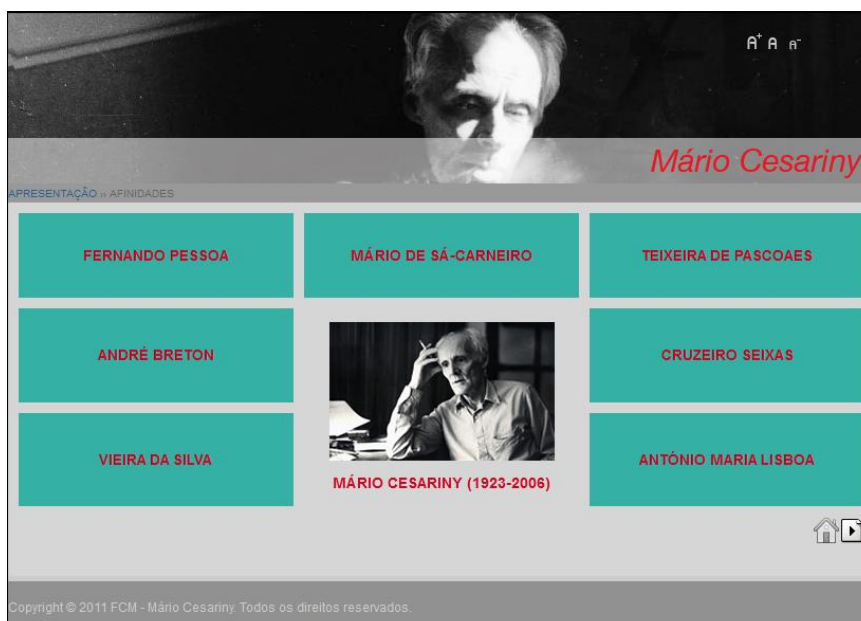 A+ A A-
Mário Cesariny
APRESENTAÇÃO » AFINIDADES
FERNANDO PESSOA
MÁRIO DE SÁ-CARNEIRO
TEIXEIRA DE PASCOAES
ANDRÉ BRETON
CRUZEIRO SEIXAS
VIEIRA DA SILVA
MÁRIO CESARINY (1923-2006)
ANTÓNIO MARIA LISBOA
Copyright © 2011 FCM - Mário Cesariny. Todos os direitos reservados.